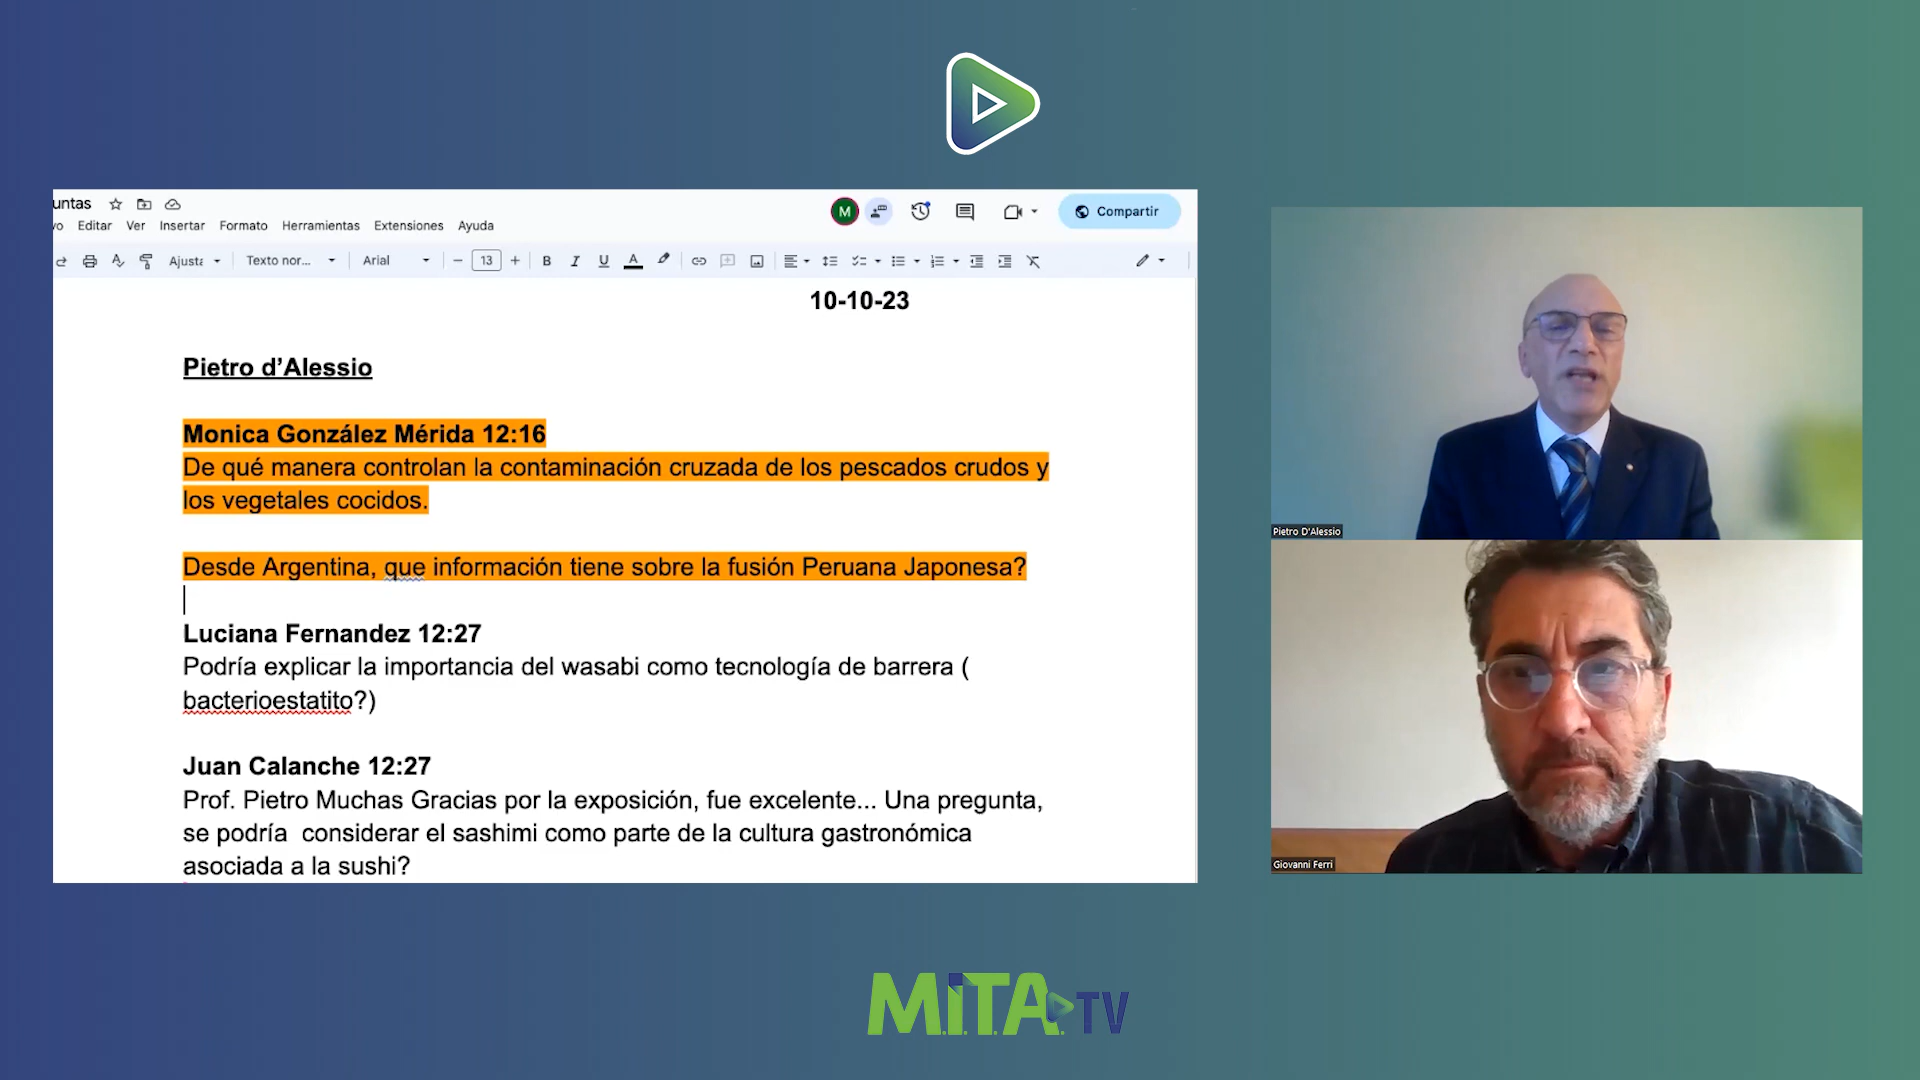 untas
vo Editar Ver Insertar Formato Herramientas Extensiones Ayuda
M
Compartir
Ajusta Texto nor... Arial 13 B I U A
10-10-23
Pietro d’Alessio
Monica González Mérida 12:16
De qué manera controlan la contaminación cruzada de los pescados crudos y
los vegetales cocidos.
Desde Argentina, que información tiene sobre la fusión Peruana Japonesa?
Luciana Fernandez 12:27
Podría explicar la importancia del wasabi como tecnología de barrera (
bacterioestatito?)
Juan Calanche 12:27
Prof. Pietro Muchas Gracias por la exposición, fue excelente... Una pregunta,
se podría  considerar el sashimi como parte de la cultura gastronómica
asociada a la sushi?
Pietro D'Alessio
Giovanni Ferri
M.I.T.A. TV